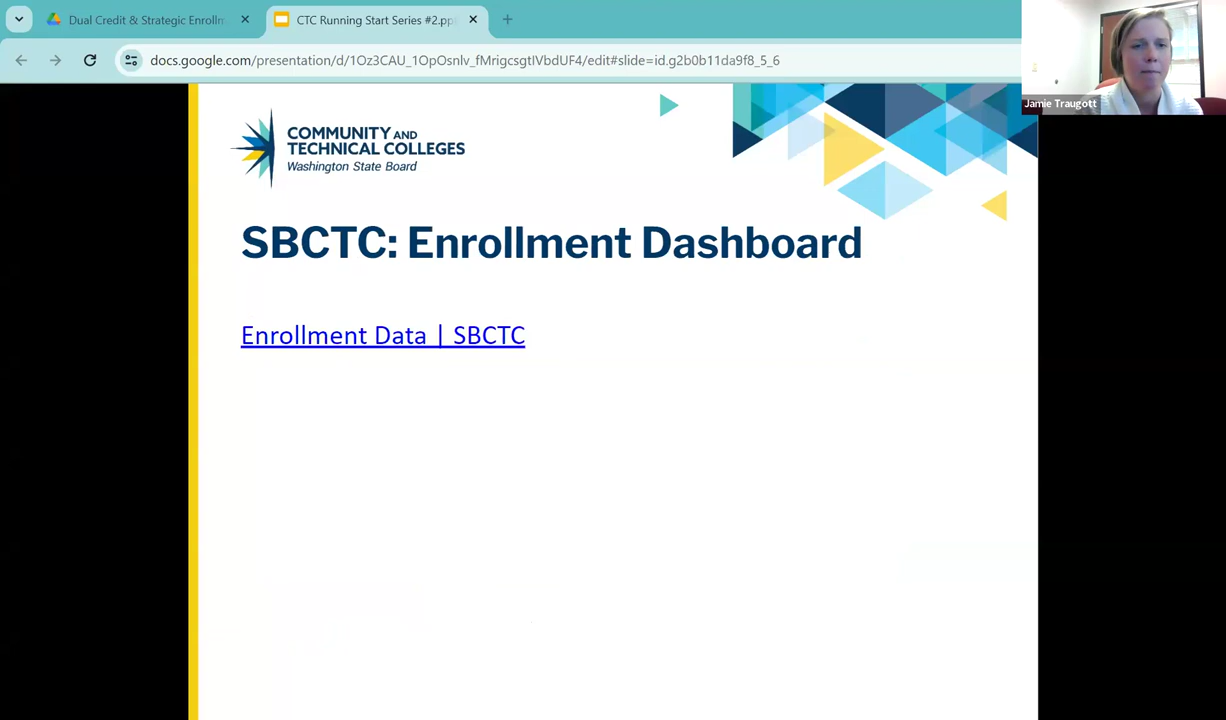 Dual Credit & Strategic Enrollm
CTC Running Start Series #2.pp
docs.google.com/presentation/d/1Oz3CAU_1OpOsnlv_fMrigcsgtIVbdUF4/edit#slide=id.g2b0b11da9f8_5_6
Jamie Traugott
COMMUNITY AND
TECHNICAL COLLEGES
Washington State Board
SBCTC: Enrollment Dashboard
Enrollment Data | SBCTC